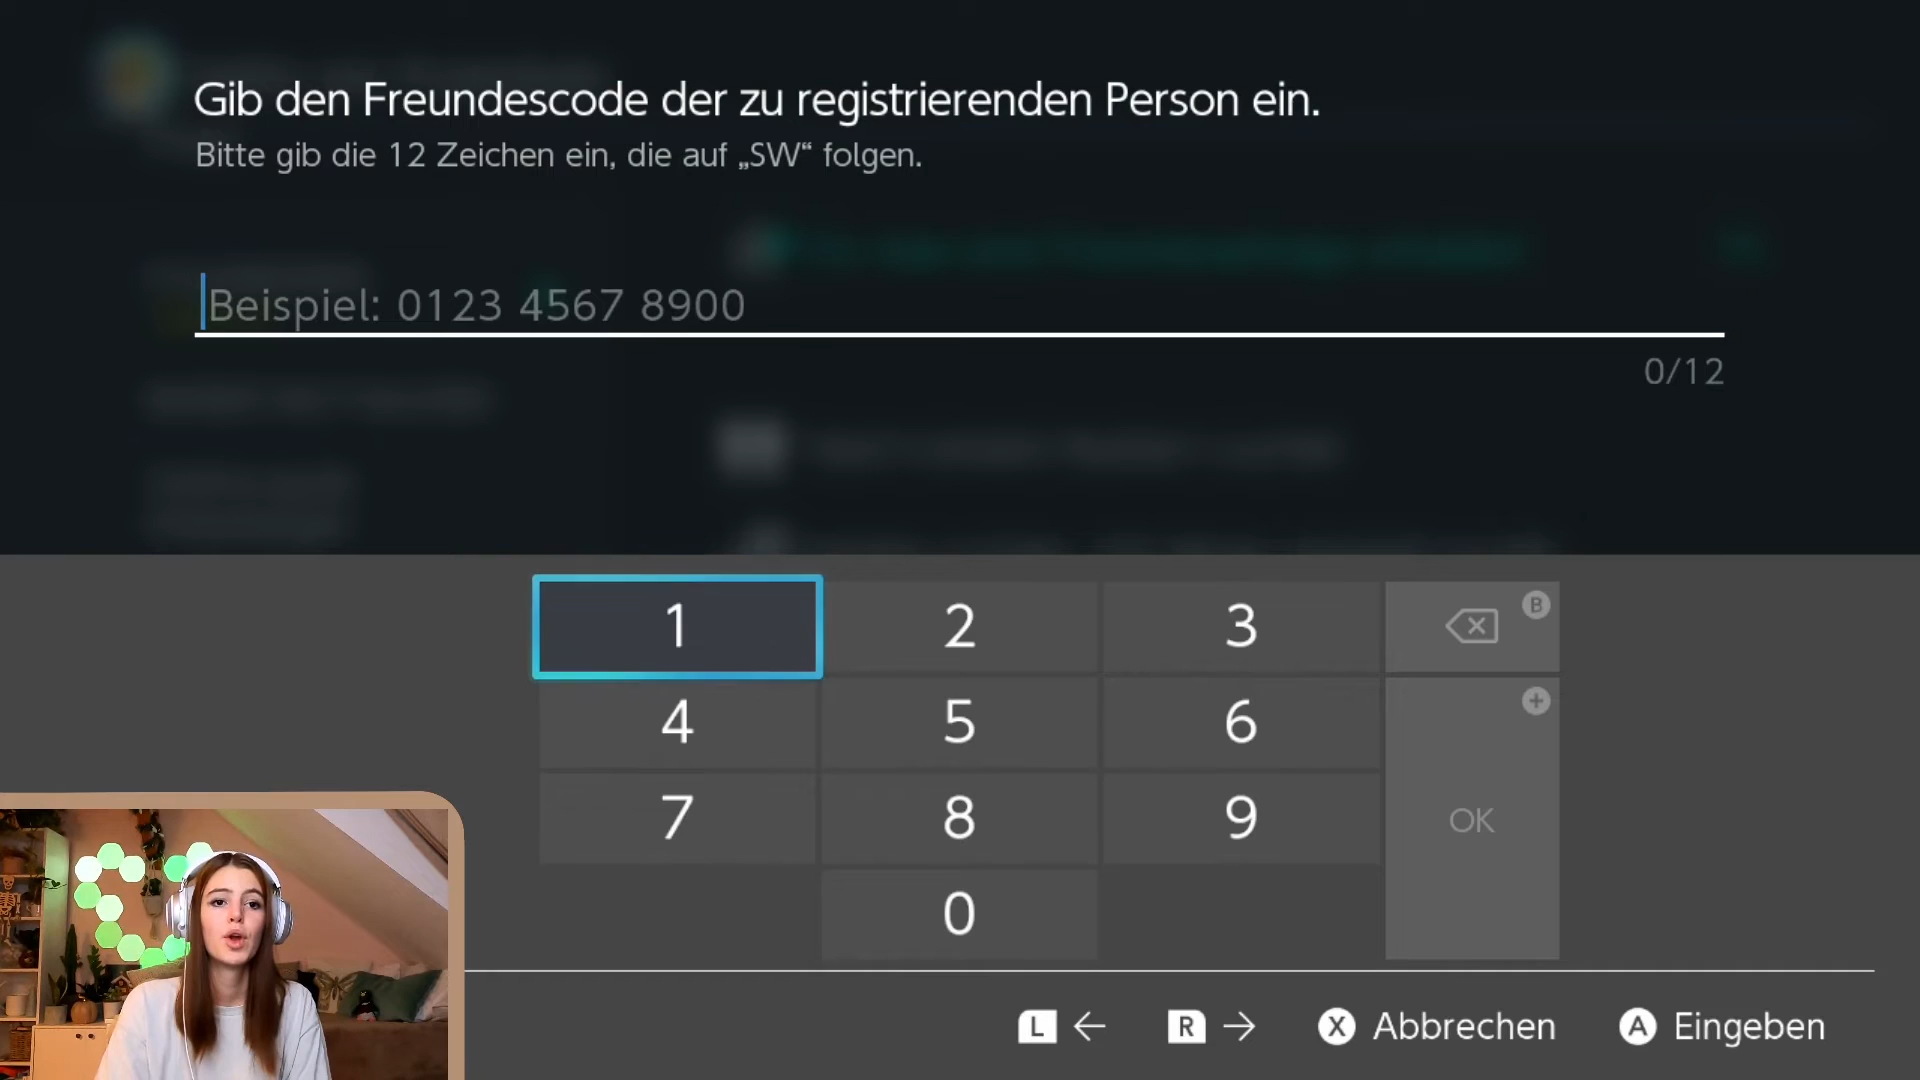 Gib den Freundescode der zu registrierenden Person ein.
Bitte gib die 12 Zeichen ein, die auf „SW“ folgen.
Beispiel: 0123 4567 8900
0/12
1 2 3 B
4 5 6 +
7 8 9 OK
0
L ← R → X Abbrechen A Eingeben